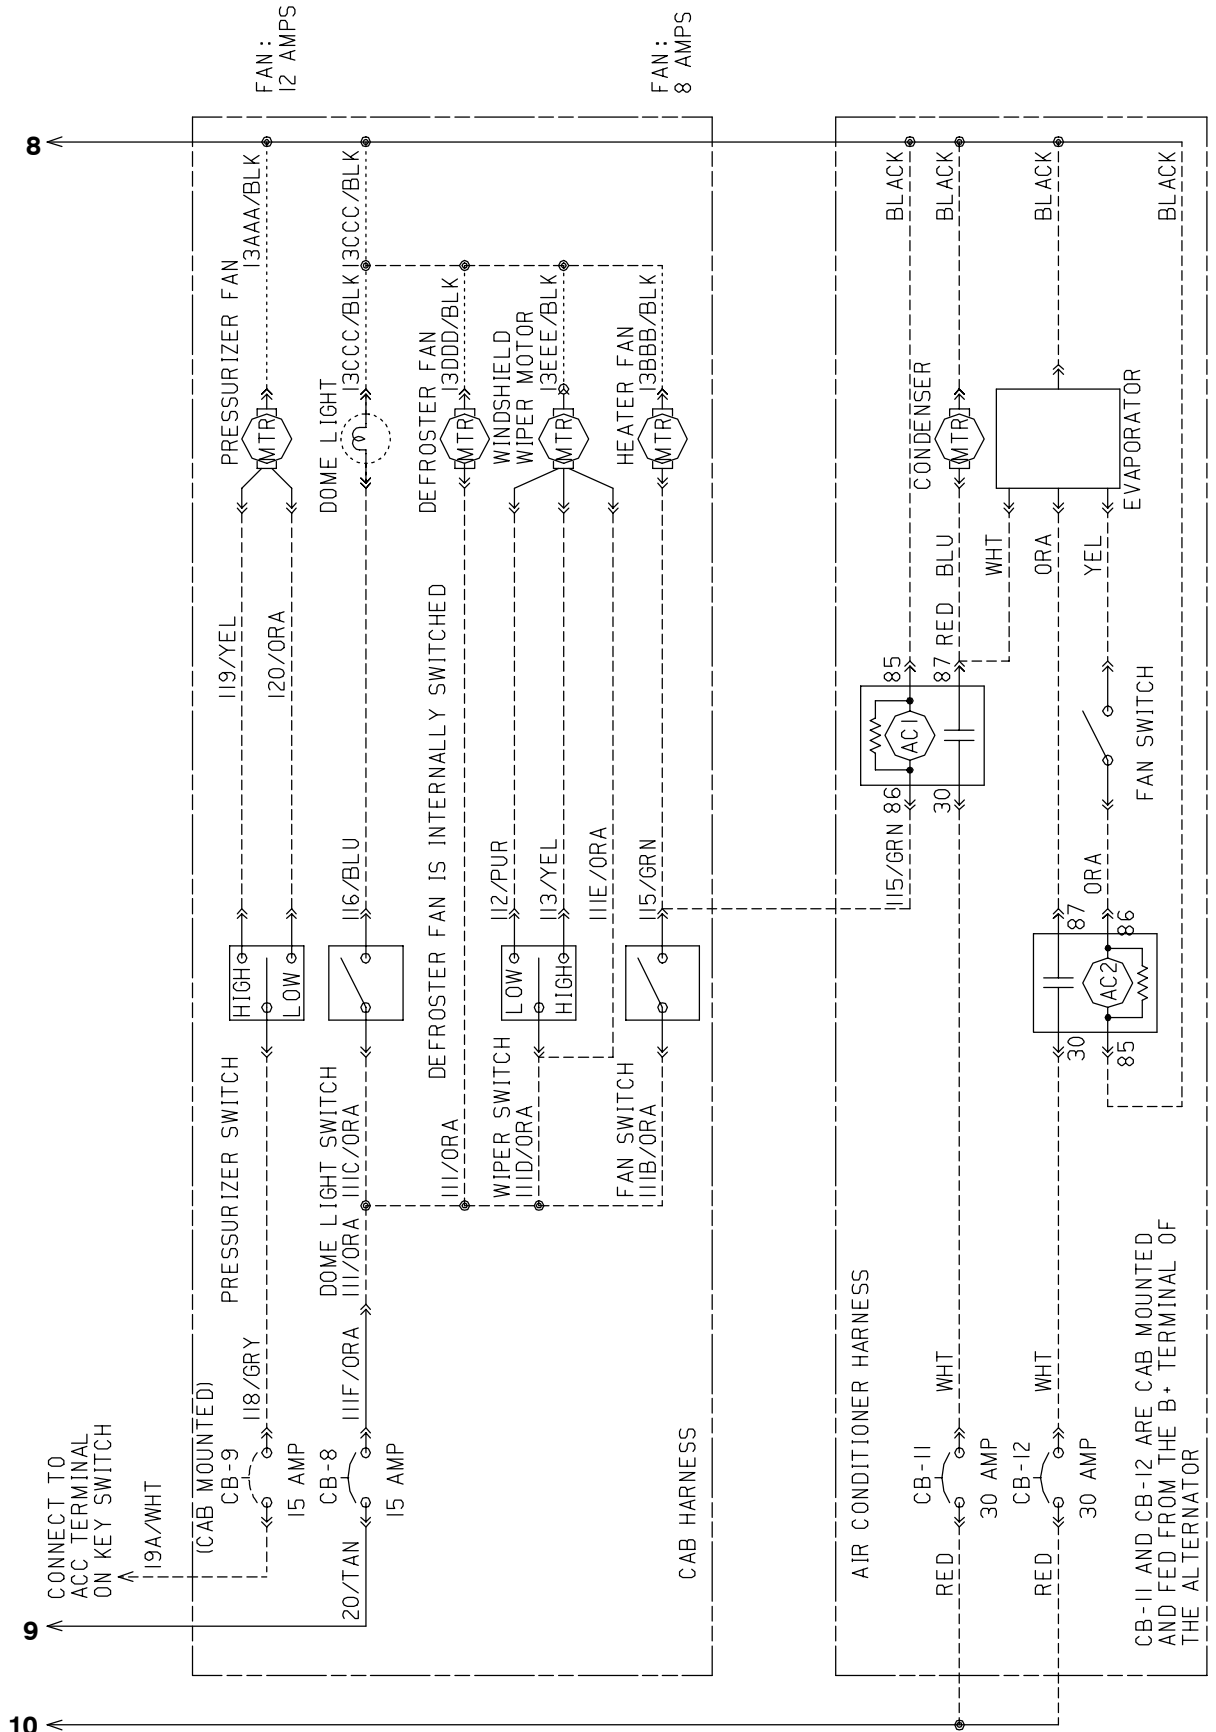 8
9
10
FAN:
12 AMPS
FAN:
8 AMPS
PRESSURIZER FAN
13AAA/BLK
MTR
119/YEL
120/ORA
HIGH
LOW
PRESSURIZER SWITCH
118/GRY
(CAB MOUNTED)
CB-9
15 AMP
19A/WHT
CONNECT TO
ACC TERMINAL
ON KEY SWITCH
13CCC/BLK
13CCC/BLK
DOME LIGHT
116/BLU
DOME LIGHT SWITCH
111C/ORA
111/ORA
111F/ORA
CB-8
15 AMP
20/TAN
DEFROSTER FAN
13DDD/BLK
MTR
DEFROSTER FAN IS INTERNALLY SWITCHED
111/ORA
WINDSHIELD
WIPER MOTOR
13EEE/BLK
MTR
112/PUR
113/YEL
111E/ORA
LOW
HIGH
WIPER SWITCH
111D/ORA
HEATER FAN
13BBB/BLK
MTR
115/GRN
FAN SWITCH
111B/ORA
CAB HARNESS
BLACK
BLACK
BLACK
BLACK
CONDENSER
MTR
EVAPORATOR
BLU
RED
WHT
ORA
YEL
85
87
AC1
86
30
115/GRN
FAN SWITCH
ORA
87
86
AC2
30
85
AIR CONDITIONER HARNESS
WHT
CB-11
30 AMP
RED
WHT
CB-12
30 AMP
RED
CB-11 AND CB-12 ARE CAB MOUNTED
AND FED FROM THE B+ TERMINAL OF
THE ALTERNATOR